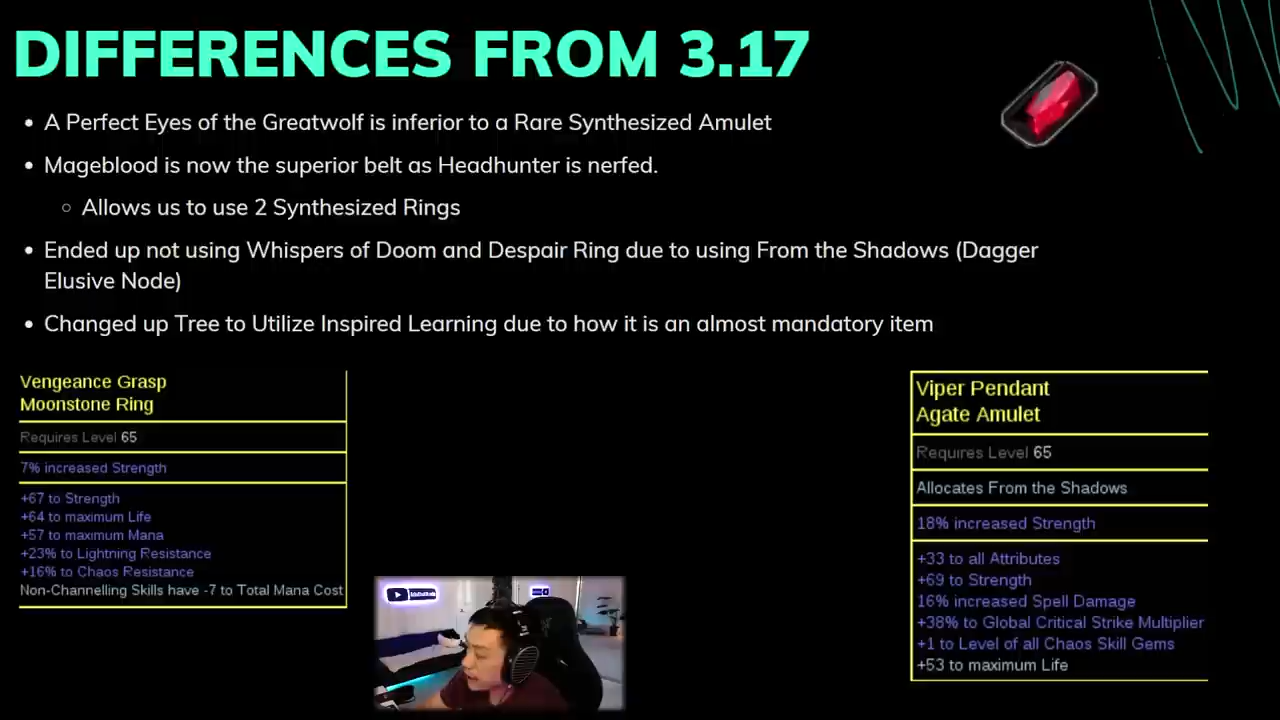 DIFFERENCES FROM 3.17
A Perfect Eyes of the Greatwolf is inferior to a Rare Synthesized Amulet
Mageblood is now the superior belt as Headhunter is nerfed.
Allows us to use 2 Synthesized Rings
Ended up not using Whispers of Doom and Despair Ring due to using From the Shadows (Dagger
Elusive Node)
Changed up Tree to Utilize Inspired Learning due to how it is an almost mandatory item
Vengeance Grasp
Moonstone Ring
Requires Level 65
7% increased Strength
+67 to Strength
+64 to maximum Life
+57 to maximum Mana
+23% to Lightning Resistance
+16% to Chaos Resistance
Non-Channelling Skills have -7 to Total Mana Cost
Viper Pendant
Agate Amulet
Requires Level 65
Allocates From the Shadows
18% increased Strength
+33 to all Attributes
+69 to Strength
16% increased Spell Damage
+38% to Global Critical Strike Multiplier
+1 to Level of all Chaos Skill Gems
+53 to maximum Life